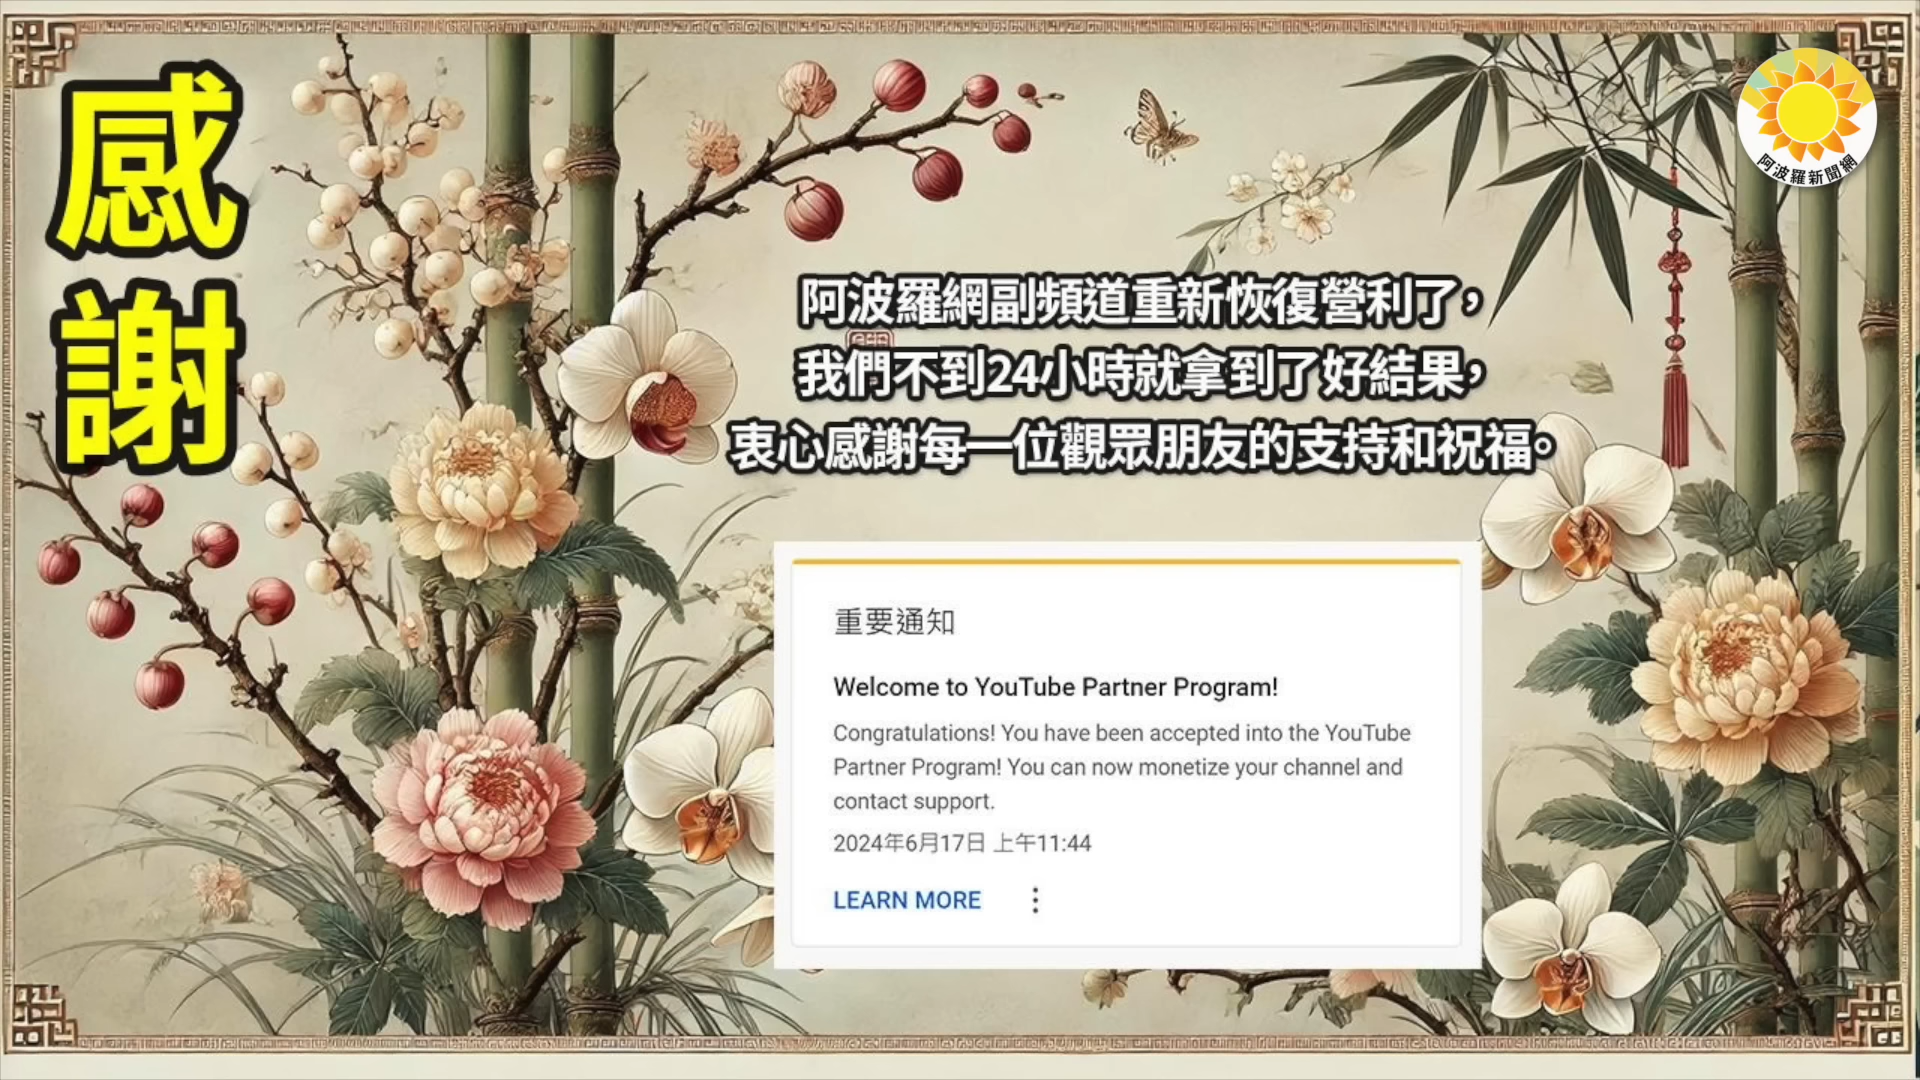 感
謝
阿波羅新聞網
阿波羅網副頻道重新恢復營利了，
我們不到24小時就拿到了好結果，
衷心感謝每一位觀眾朋友的支持和祝福。
重要通知
Welcome to YouTube Partner Program!
Congratulations! You have been accepted into the YouTube
Partner Program! You can now monetize your channel and
contact support.
2024年6月17日 上午11:44
LEARN MORE